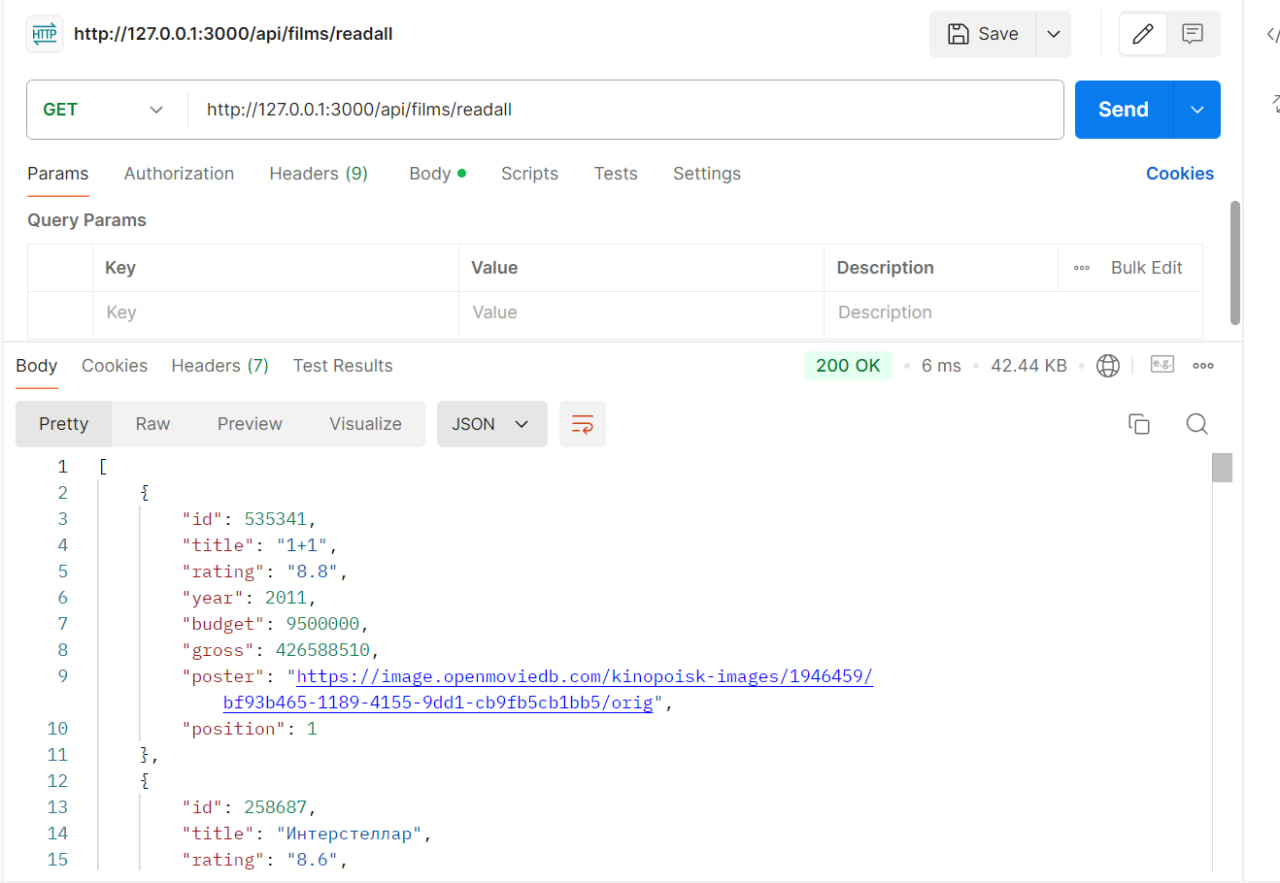 HTTP http://127.0.0.1:3000/api/films/readall Save
GET http://127.0.0.1:3000/api/films/readall Send
Params Authorization Headers (9) Body Scripts Tests Settings Cookies
Query Params
Key Value Description Bulk Edit
Key Value Description
Body Cookies Headers (7) Test Results 200 OK 6 ms 42.44 KB e.g.
Pretty Raw Preview Visualize JSON
1 [
2 {
3 "id": 535341,
4 "title": "1+1",
5 "rating": "8.8",
6 "year": 2011,
7 "budget": 9500000,
8 "gross": 426588510,
9 "poster": "https://image.openmoviedb.com/kinopoisk-images/1946459/
bf93b465-1189-4155-9dd1-cb9fb5cb1bb5/orig",
10 "position": 1
11 },
12 {
13 "id": 258687,
14 "title": "Интерстеллар",
15 "rating": "8.6",